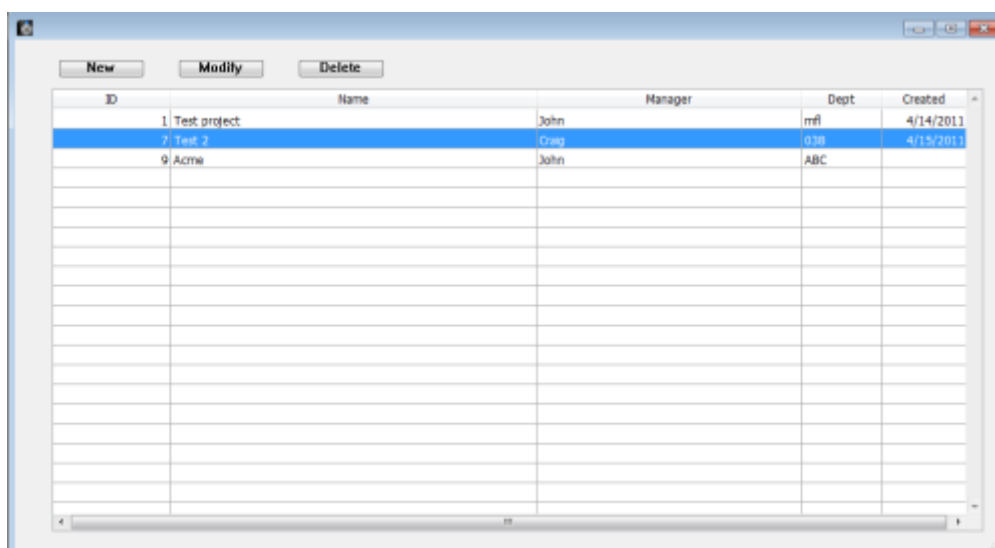 New Modify Delete
ID Name Manager Dept Created
1 Test project John mfl 4/14/2011
7 Test 2 Craig 038 4/15/2011
9 Acme John ABC